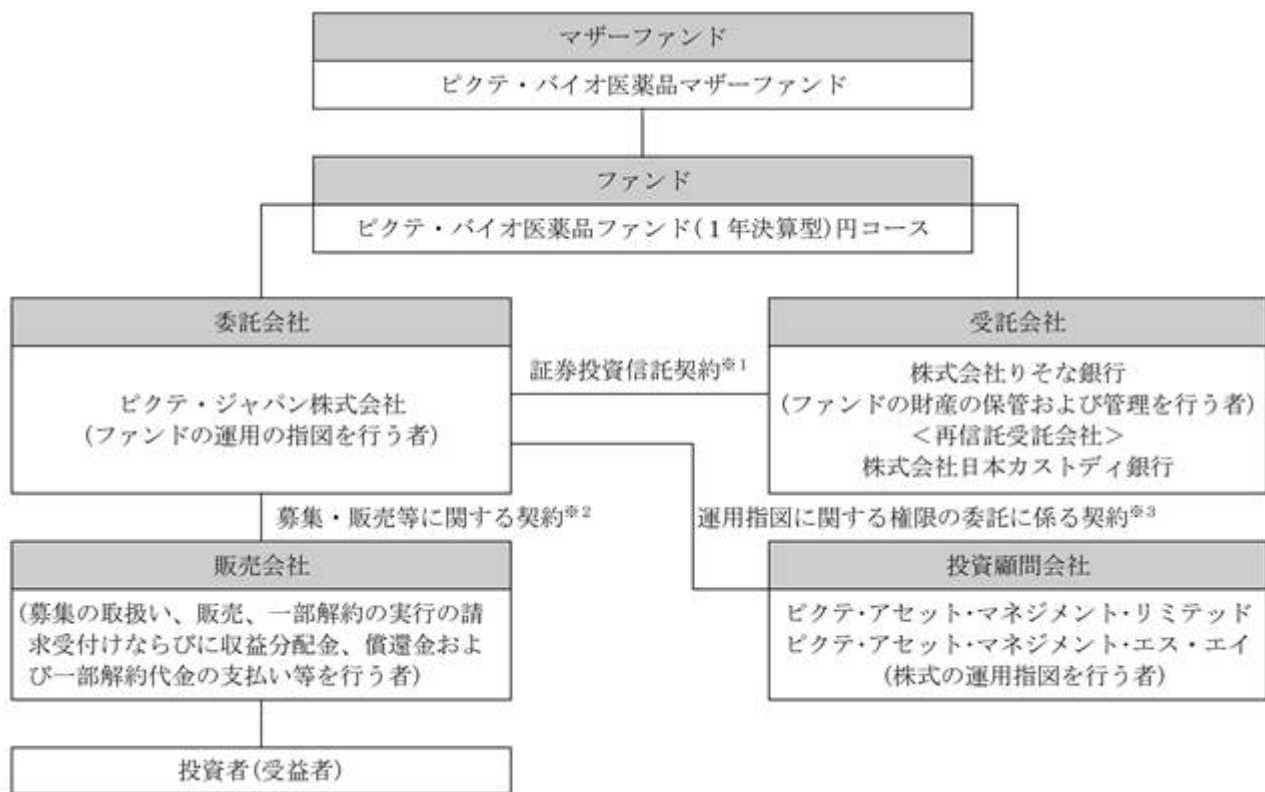 マザーファンド
ピクテ・バイオ医薬品マザーファンド
ファンド
ピクテ・バイオ医薬品ファンド(1年決算型)円コース
委託会社
ピクテ・ジャパン株式会社
(ファンドの運用の指図を行う者)
証券投資信託契約※1
受託会社
株式会社りそな銀行
(ファンドの財産の保管および管理を行う者)
<再信託受託会社>
株式会社日本カストディ銀行
募集・販売等に関する契約※2
運用指図に関する権限の委託に係る契約※3
販売会社
(募集の取扱い、販売、一部解約の実行の請
求受付けならびに収益分配金、償還金およ
び一部解約代金の支払い等を行う者)
投資顧問会社
ピクテ・アセット・マネジメント・リミテッド
ピクテ・アセット・マネジメント・エス・エイ
(株式の運用指図を行う者)
投資者(受益者)